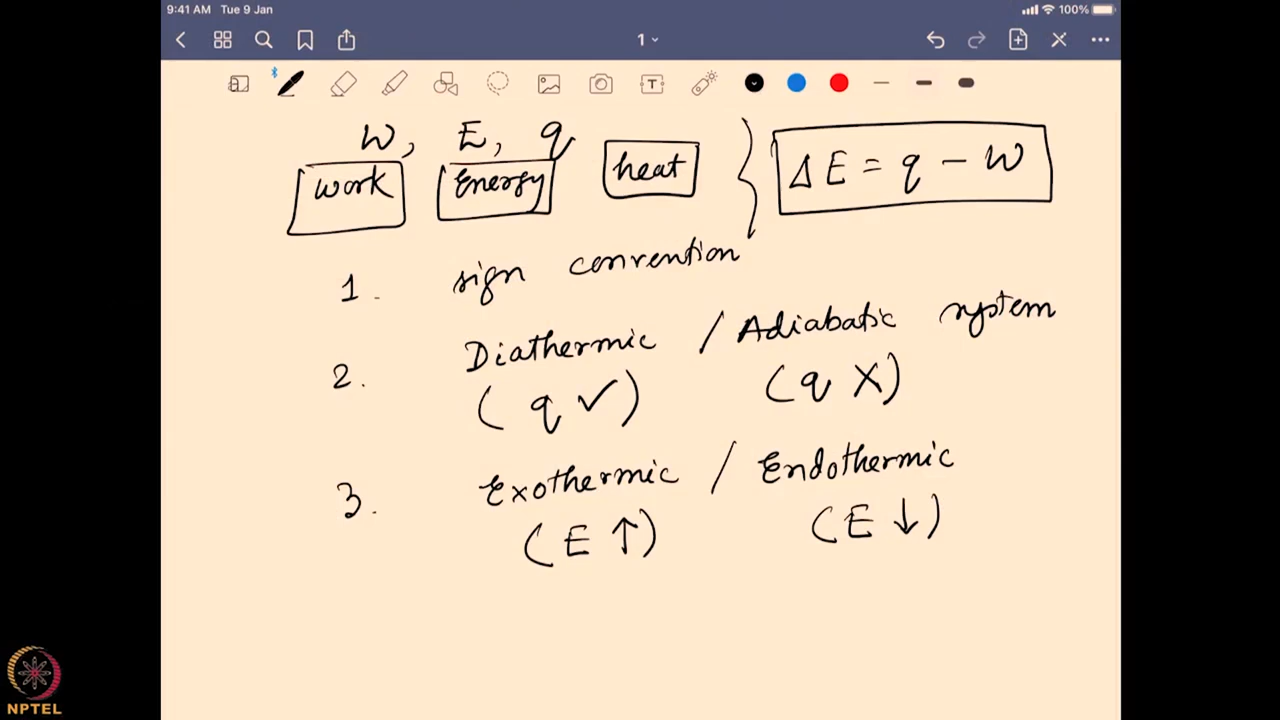 9:41 AM Tue 9 Jan 100%
1
T
W, E, q
Work Energy heat ΔE = q - W
1. sign convention
2. Diathermic / Adiabatic system
(q ✓) (q X)
3. Exothermic / Endothermic
(E ↑) (E ↓)
NPTEL